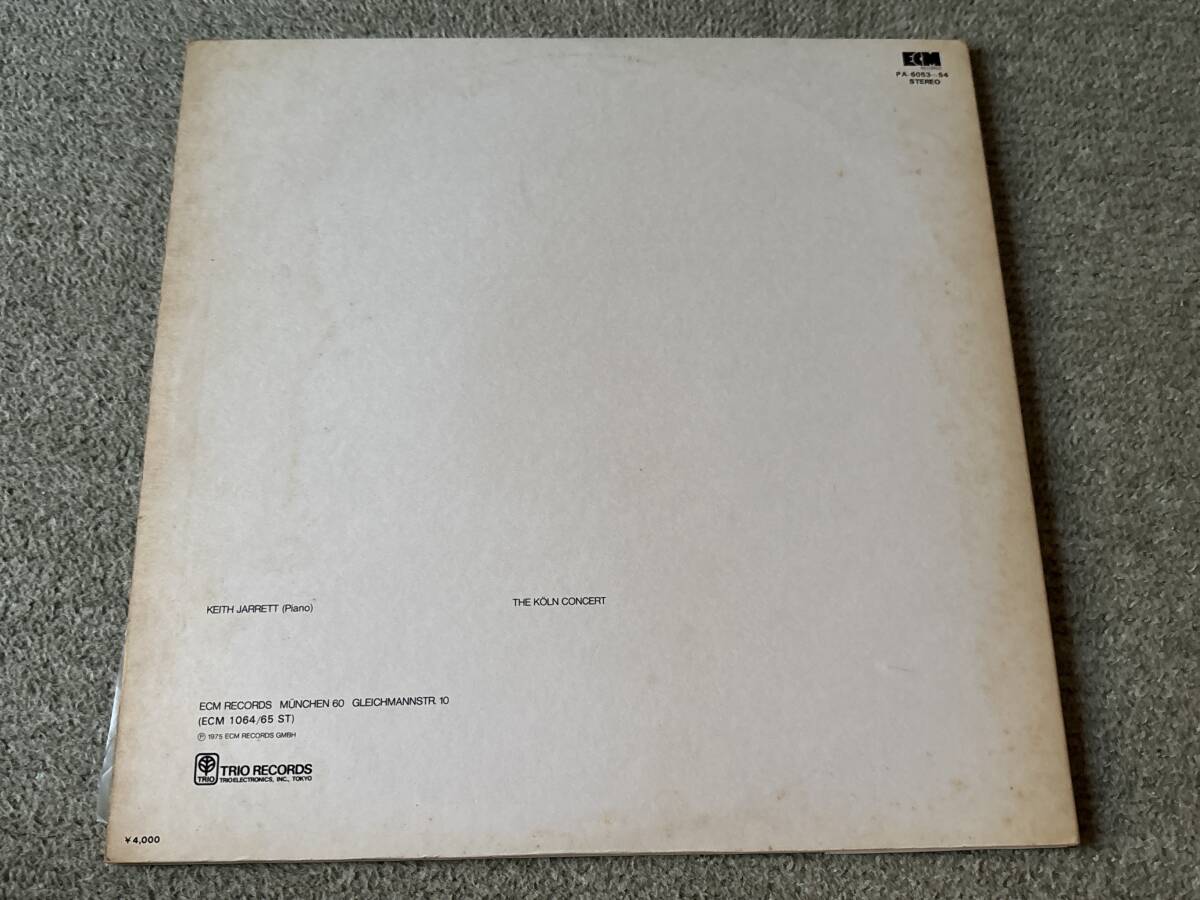 ECM
PA-6053~54
STEREO
KEITH JARRETT (Piano)
THE KÖLN CONCERT
ECM RECORDS MÜNCHEN 60 GLEICHMANNSTR. 10
(ECM 1064/65 ST)
Ⓟ 1975 ECM RECORDS GMBH
TRIO
TRIO RECORDS
TRIO ELECTRONICS, INC., TOKYO
¥4,000